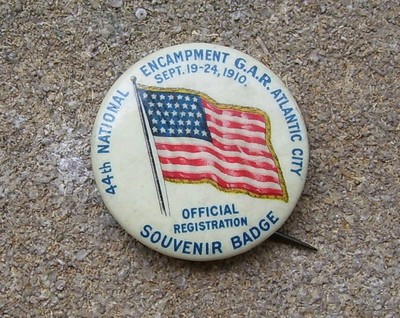 44th NATIONAL ENCAMPMENT G.A.R. ATLANTIC CITY
SEPT. 19-24, 1910.
OFFICIAL
REGISTRATION
SOUVENIR BADGE